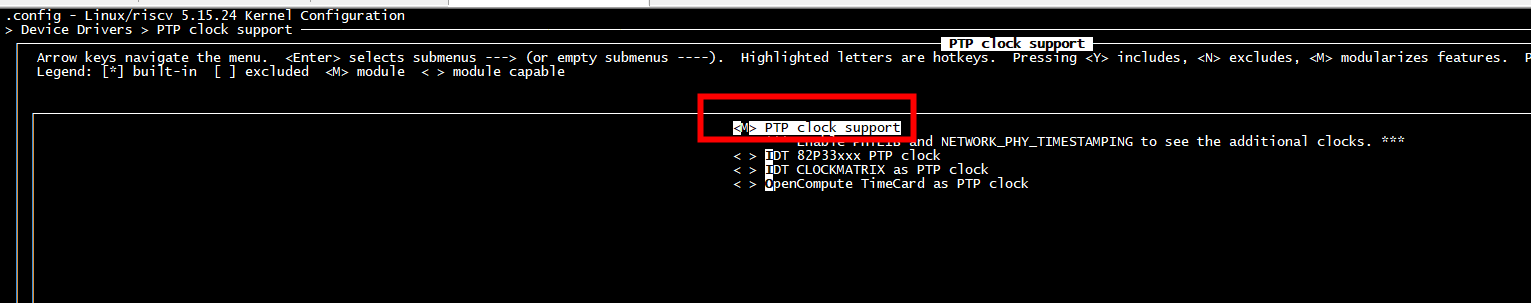 .config - Linux/riscv 5.15.24 Kernel Configuration
> Device Drivers > PTP clock support
PTP clock support
Arrow keys navigate the menu.  <Enter> selects submenus ---> (or empty submenus ----).  Highlighted letters are hotkeys.  Pressing <Y> includes, <N> excludes, <M> modularizes features.
Legend: [*] built-in  [ ] excluded  <M> module  < > module capable
<M> PTP clock support
*** Enable PHYLIB and NETWORK_PHY_TIMESTAMPING to see the additional clocks. ***
< > IDT 82P33xxx PTP clock
< > IDT CLOCKMATRIX as PTP clock
< > OpenCompute TimeCard as PTP clock